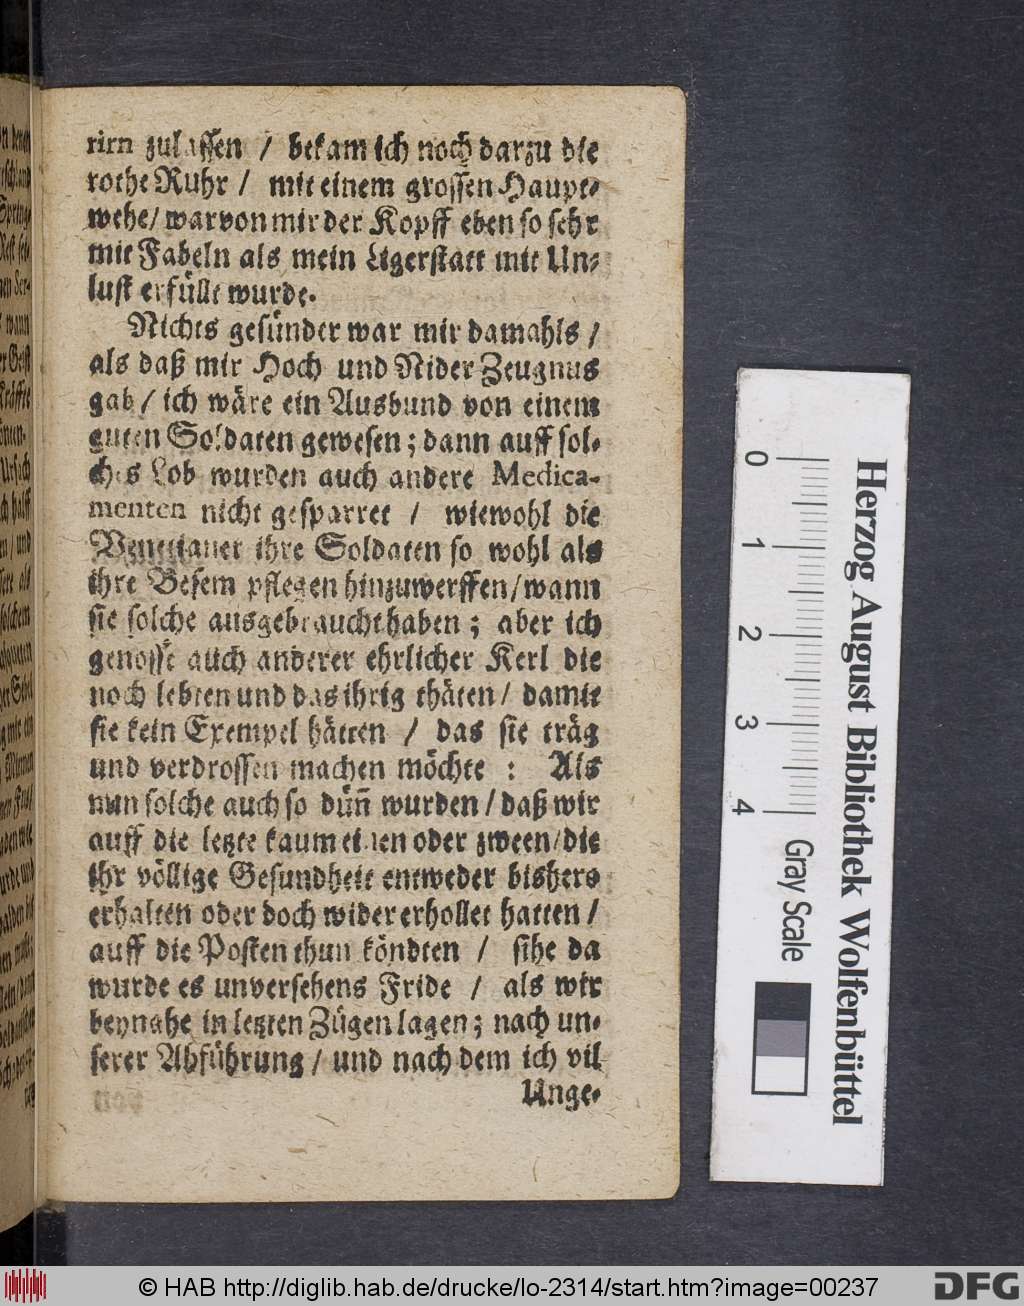 rirn zulassen / bekam ich noch darzu die
rothe Ruhr / mit einem grossen Haupt-
wehe / war von mir der Kopff eben so sehr
mit Fabeln als mein Ligerstatt mit Un-
lust erfüllt wurde.
Nichts gesünder war mir damahls /
als daß mir Hoch und Nider Zeugnus
gab / ich wäre ein Ausbund von einem
guten Soldaten gewesen ; dann auff sol-
ches Lob wurden auch andere Medica-
menten nicht gesparret / wiewohl die
Venetianer ihre Soldaten so wohl als
ihre Besem pflegen hinzuwerffen / wann
sie solche ausgebraucht haben ; aber ich
genosse auch anderer ehrlicher Kerl die
noch lebten und das ihrig thäten / damit
sie kein Exempel hätten / das sie träg
und verdrossen machen möchte : Als
nun solche auch so dün̄ wurden / daß wir
auff die letzte kaum einen oder zween / die
ihr völlige Gesundheit entweder bishero
erhalten oder doch wider erhollet hatten /
auff die Posten thun köndten / sihe da
wurde es unversehens Fride / als wir
beynahe in letzten Zügen lagen ; nach un-
serer Abführung / und nach dem ich vil
Unge-
0 1 2 3 4
Herzog August Bibliothek Wolfenbüttel
Gray Scale
© HAB http://diglib.hab.de/drucke/lo-2314/start.htm?image=00237
DFG